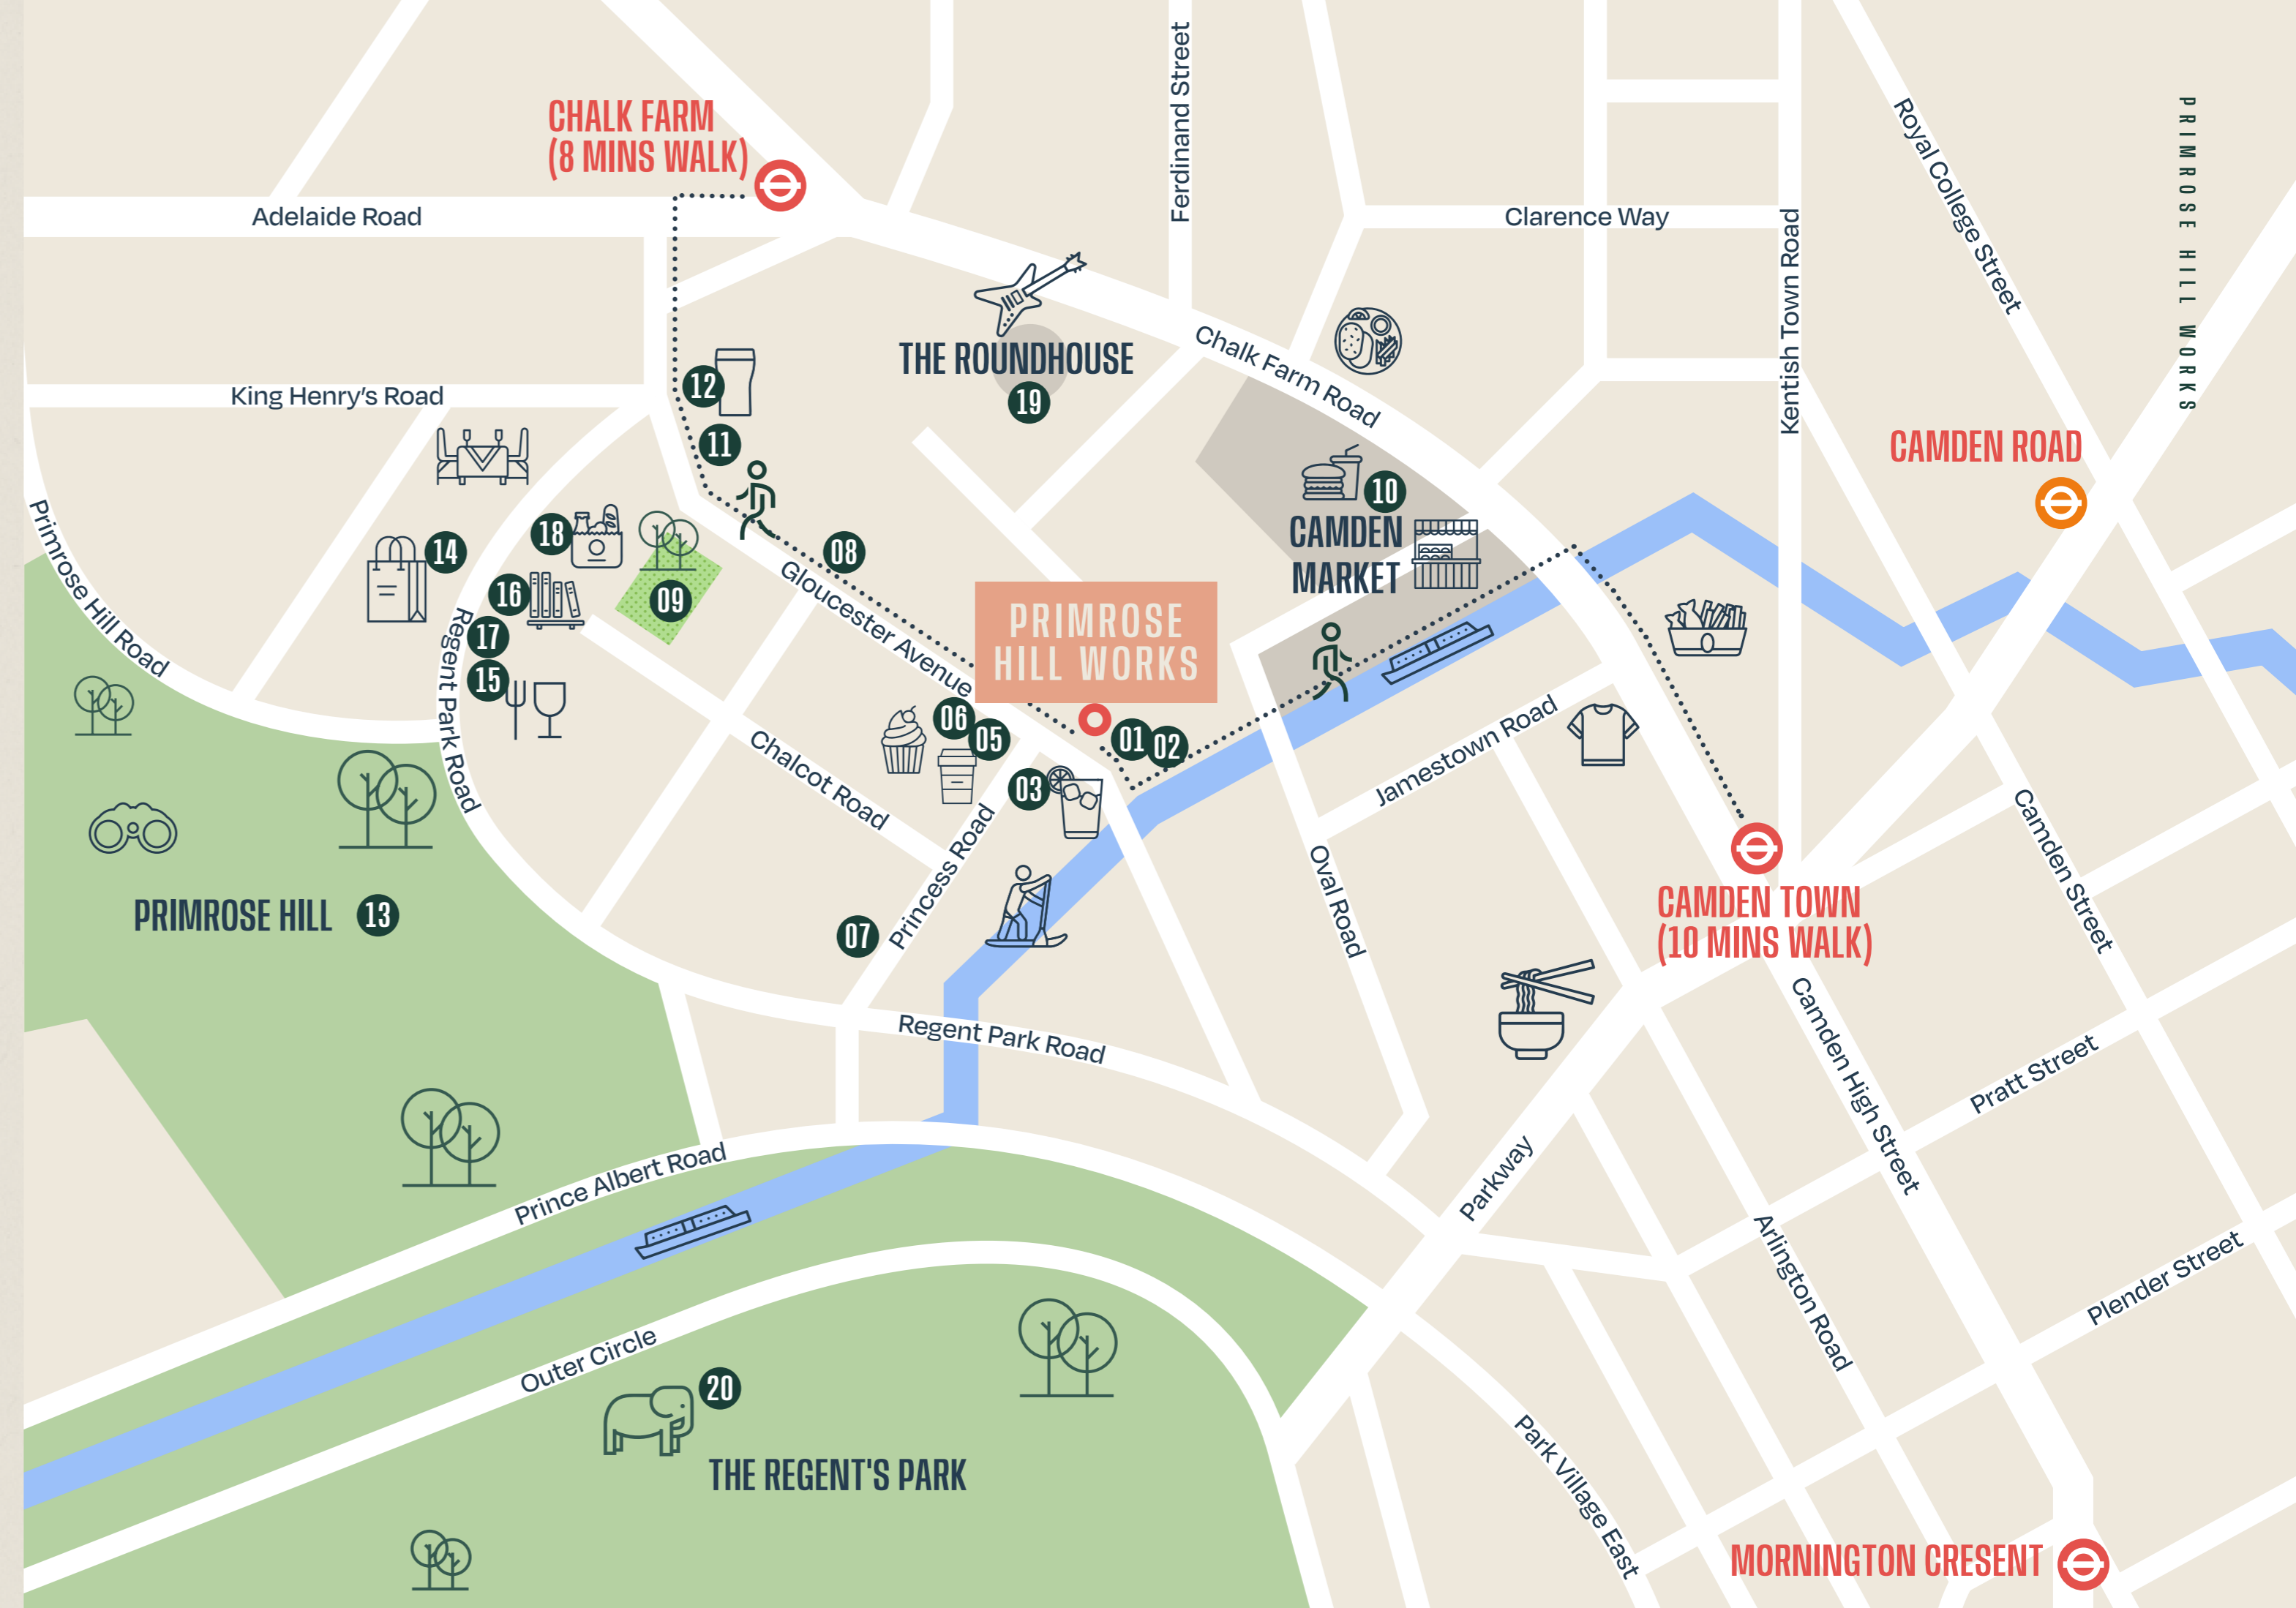 CHALK FARM
(8 MINS WALK)
Adelaide Road
Ferdinand Street
Clarence Way
Kentish Town Road
Royal College Street
PRIMROSE HILL WORKS
King Henry's Road
THE ROUNDHOUSE
19
Chalk Farm Road
12
11
CAMDEN ROAD
10
CAMDEN
MARKET
Primrose Hill Road
14
18
16
17
15
09
08
Regent Park Road
Gloucester Avenue
PRIMROSE
HILL WORKS
01
02
06
05
03
Chalcot Road
Princess Road
07
Jamestown Road
Oval Road
PRIMROSE HILL
13
CAMDEN TOWN
(10 MINS WALK)
Camden Street
Regent Park Road
Camden High Street
Pratt Street
Parkway
Prince Albert Road
Arlington Road
Plender Street
Outer Circle
20
THE REGENT'S PARK
Park Village East
MORNINGTON CRESENT